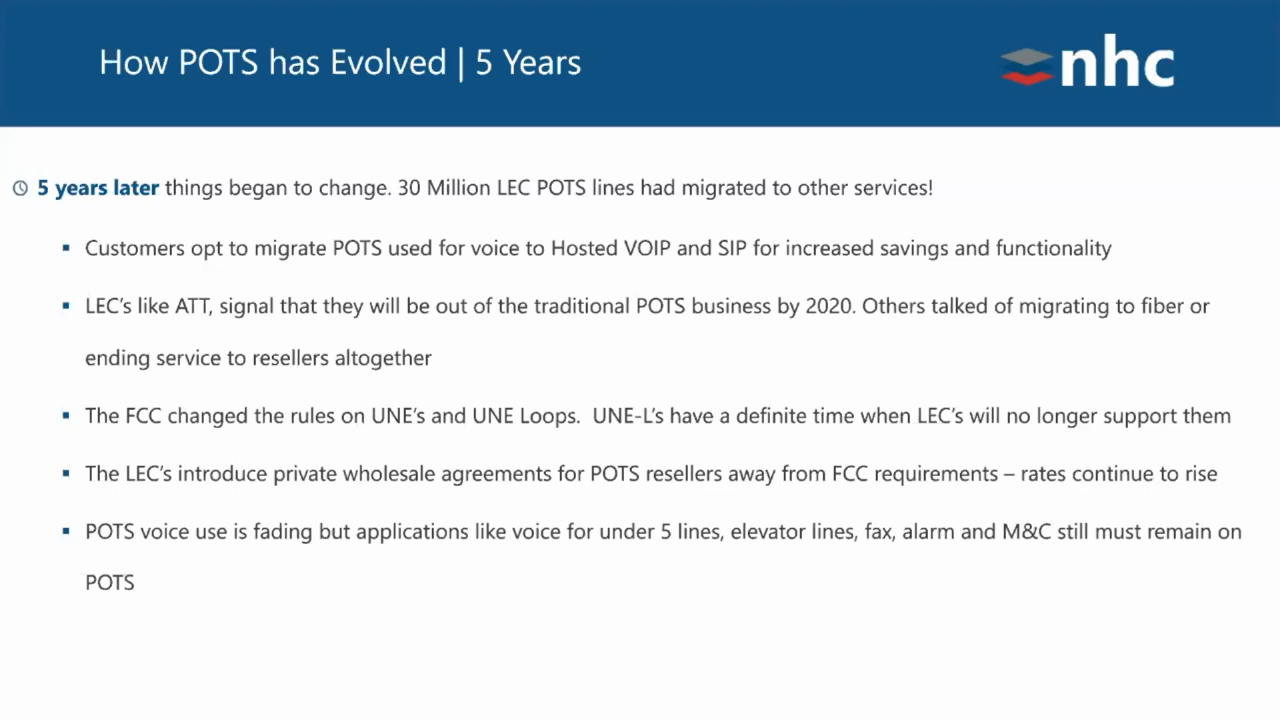 How POTS has Evolved | 5 Years
nhc
5 years later things began to change. 30 Million LEC POTS lines had migrated to other services!
▪ Customers opt to migrate POTS used for voice to Hosted VOIP and SIP for increased savings and functionality
▪ LEC's like ATT, signal that they will be out of the traditional POTS business by 2020. Others talked of migrating to fiber or
ending service to resellers altogether
▪ The FCC changed the rules on UNE's and UNE Loops.  UNE-L's have a definite time when LEC's will no longer support them
▪ The LEC's introduce private wholesale agreements for POTS resellers away from FCC requirements – rates continue to rise
▪ POTS voice use is fading but applications like voice for under 5 lines, elevator lines, fax, alarm and M&C still must remain on
POTS